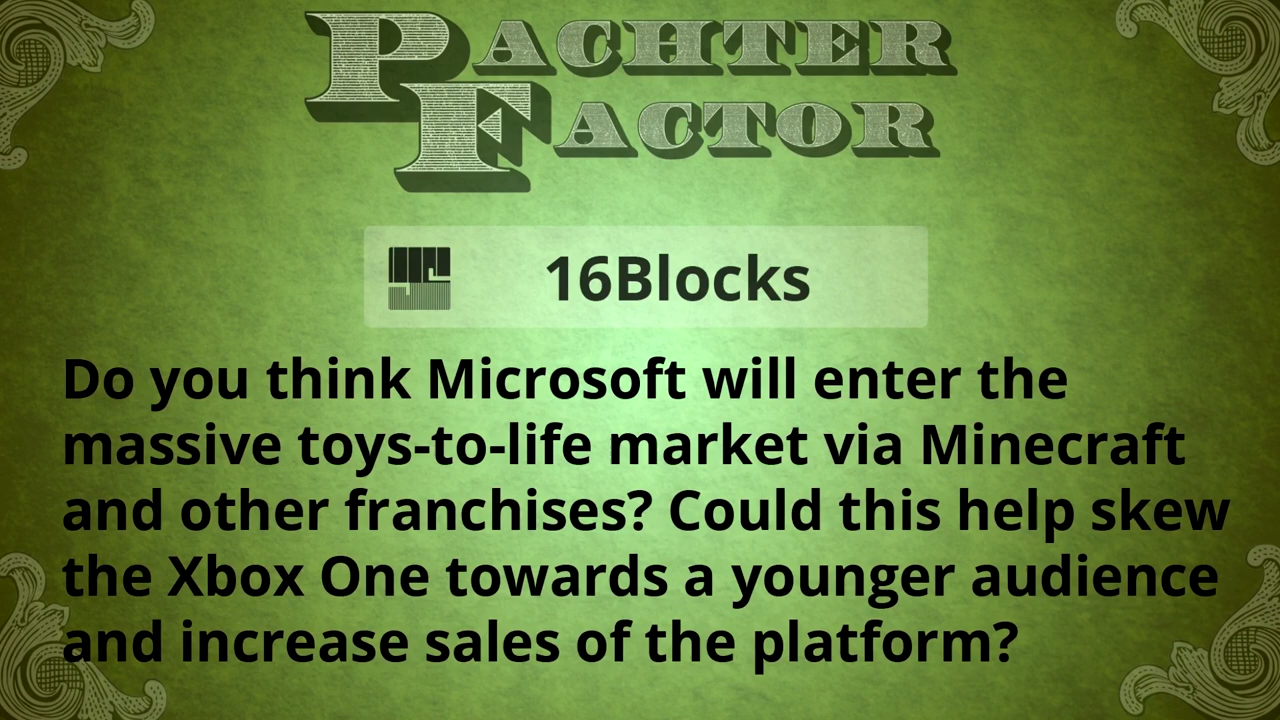 PACHTER
FACTOR
16Blocks
Do you think Microsoft will enter the
massive toys-to-life market via Minecraft
and other franchises? Could this help skew
the Xbox One towards a younger audience
and increase sales of the platform?